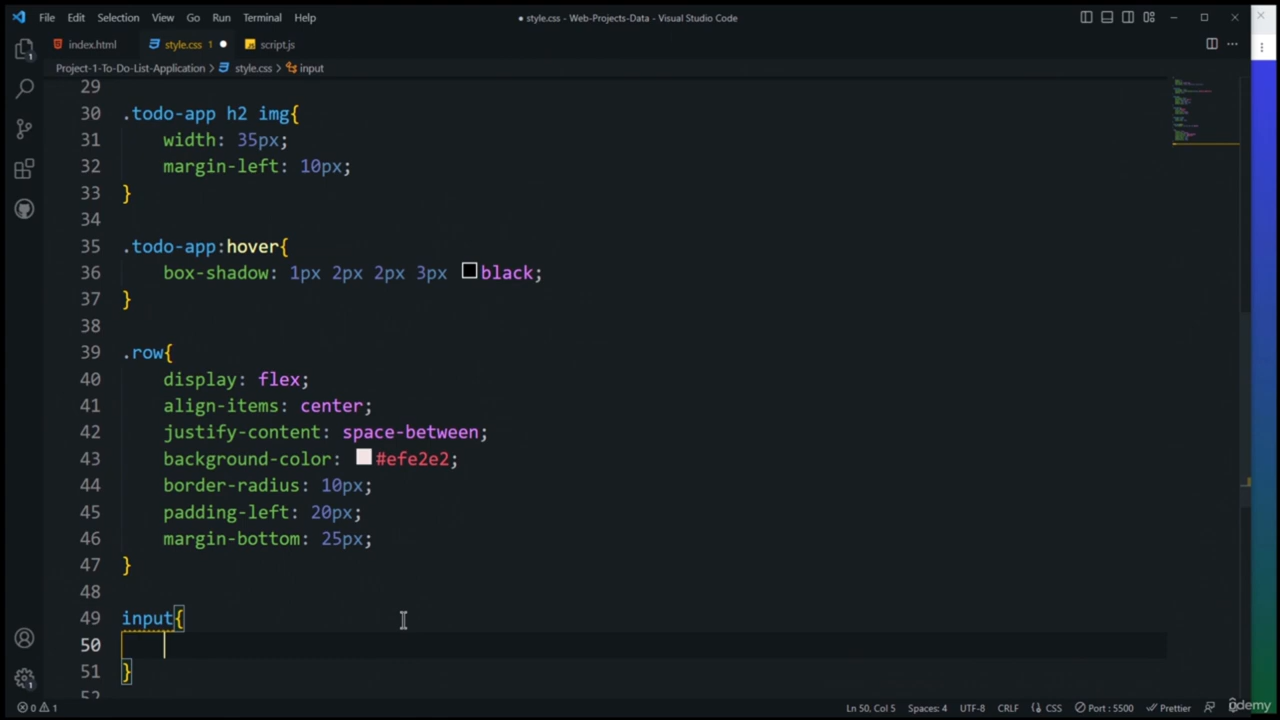 File Edit Selection View Go Run Terminal Help
● style.css - Web-Projects-Data - Visual Studio Code
index.html
style.css 1 ●
script.js
Project-1-To-Do-List-Application > style.css > input
29
30 .todo-app h2 img{
31 width: 35px;
32 margin-left: 10px;
33 }
34
35 .todo-app:hover{
36 box-shadow: 1px 2px 2px 3px black;
37 }
38
39 .row{
40 display: flex;
41 align-items: center;
42 justify-content: space-between;
43 background-color: #efe2e2;
44 border-radius: 10px;
45 padding-left: 20px;
46 margin-bottom: 25px;
47 }
48
49 input{
50
51 }
52
0 1 Ln 50, Col 5 Spaces: 4 UTF-8 CRLF CSS Port : 5500 Prettier
ûdemy